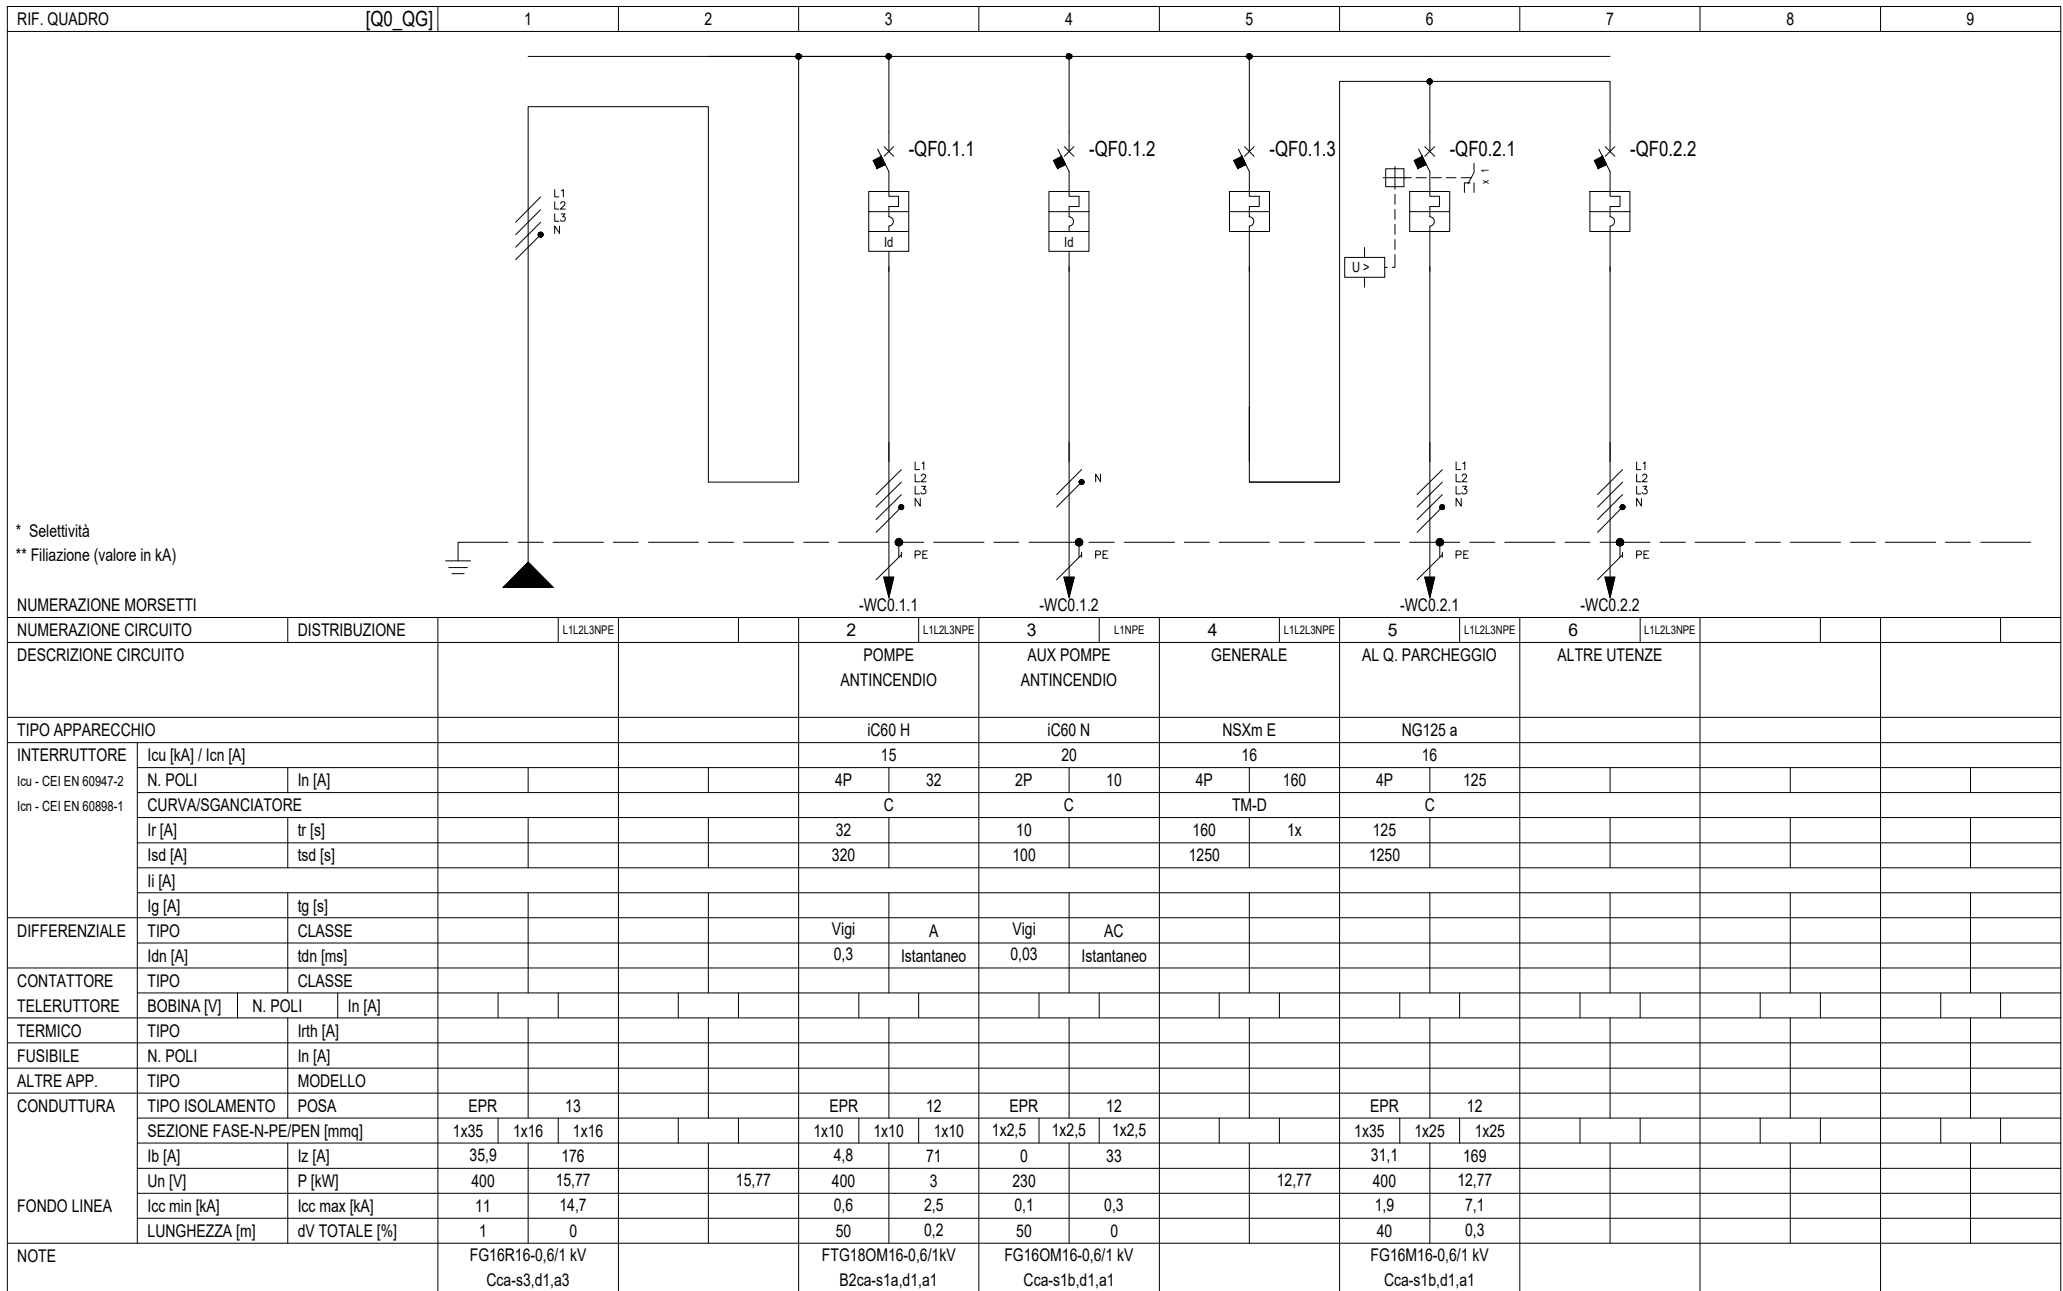 RIF. QUADRO [Q0_QG] 1 2 3 4 5 6 7 8 9
-QF0.1.1 -QF0.1.2 -QF0.1.3 -QF0.2.1 -QF0.2.2
x 1
L1
L2
L3
N
Id Id
U >
L1
L2
L3
N
N
L1
L2
L3
N
L1
L2
L3
N
* Selettività
** Filiazione (valore in kA)
PE PE PE PE
NUMERAZIONE MORSETTI -WC0.1.1 -WC0.1.2 -WC0.2.1 -WC0.2.2
NUMERAZIONE CIRCUITO DISTRIBUZIONE L1L2L3NPE 2 L1L2L3NPE 3 L1NPE 4 L1L2L3NPE 5 L1L2L3NPE 6 L1L2L3NPE
DESCRIZIONE CIRCUITO POMPE AUX POMPE GENERALE AL Q. PARCHEGGIO ALTRE UTENZE
ANTINCENDIO ANTINCENDIO
TIPO APPARECCHIO iC60 H iC60 N NSXm E NG125 a
INTERRUTTORE Icu [kA] / Icn [A] 15 20 16 16
Icu - CEI EN 60947-2 N. POLI In [A] 4P 32 2P 10 4P 160 4P 125
Icn - CEI EN 60898-1 CURVA/SGANCIATORE C C TM-D C
Ir [A] tr [s] 32 10 160 1x 125
Isd [A] tsd [s] 320 100 1250 1250
Ii [A]
Ig [A] tg [s]
DIFFERENZIALE TIPO CLASSE Vigi A Vigi AC
Idn [A] tdn [ms] 0,3 Istantaneo 0,03 Istantaneo
CONTATTORE TIPO CLASSE
TELERUTTORE BOBINA [V] N. POLI In [A]
TERMICO TIPO Irth [A]
FUSIBILE N. POLI In [A]
ALTRE APP. TIPO MODELLO
CONDUTTURA TIPO ISOLAMENTO POSA EPR 13 EPR 12 EPR 12 EPR 12
SEZIONE FASE-N-PE/PEN [mmq] 1x35 1x16 1x16 1x10 1x10 1x10 1x2,5 1x2,5 1x2,5 1x35 1x25 1x25
Ib [A] Iz [A] 35,9 176 4,8 71 0 33 31,1 169
Un [V] P [kW] 400 15,77 15,77 400 3 230 12,77 400 12,77
FONDO LINEA Icc min [kA] Icc max [kA] 11 14,7 0,6 2,5 0,1 0,3 1,9 7,1
LUNGHEZZA [m] dV TOTALE [%] 1 0 50 0,2 50 0 40 0,3
NOTE FG16R16-0,6/1 kV FTG18OM16-0,6/1kV FG16OM16-0,6/1 kV FG16M16-0,6/1 kV
Cca-s3,d1,a3 B2ca-s1a,d1,a1 Cca-s1b,d1,a1 Cca-s1b,d1,a1